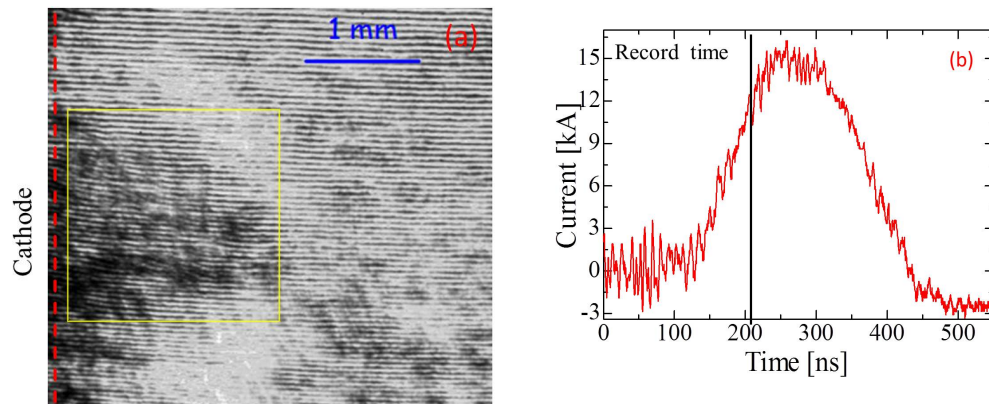 1 mm
(a)
Cathode
Record time
(b)
Current [kA]
15
12
9
6
3
0
-3
0 100 200 300 400 500
Time [ns]